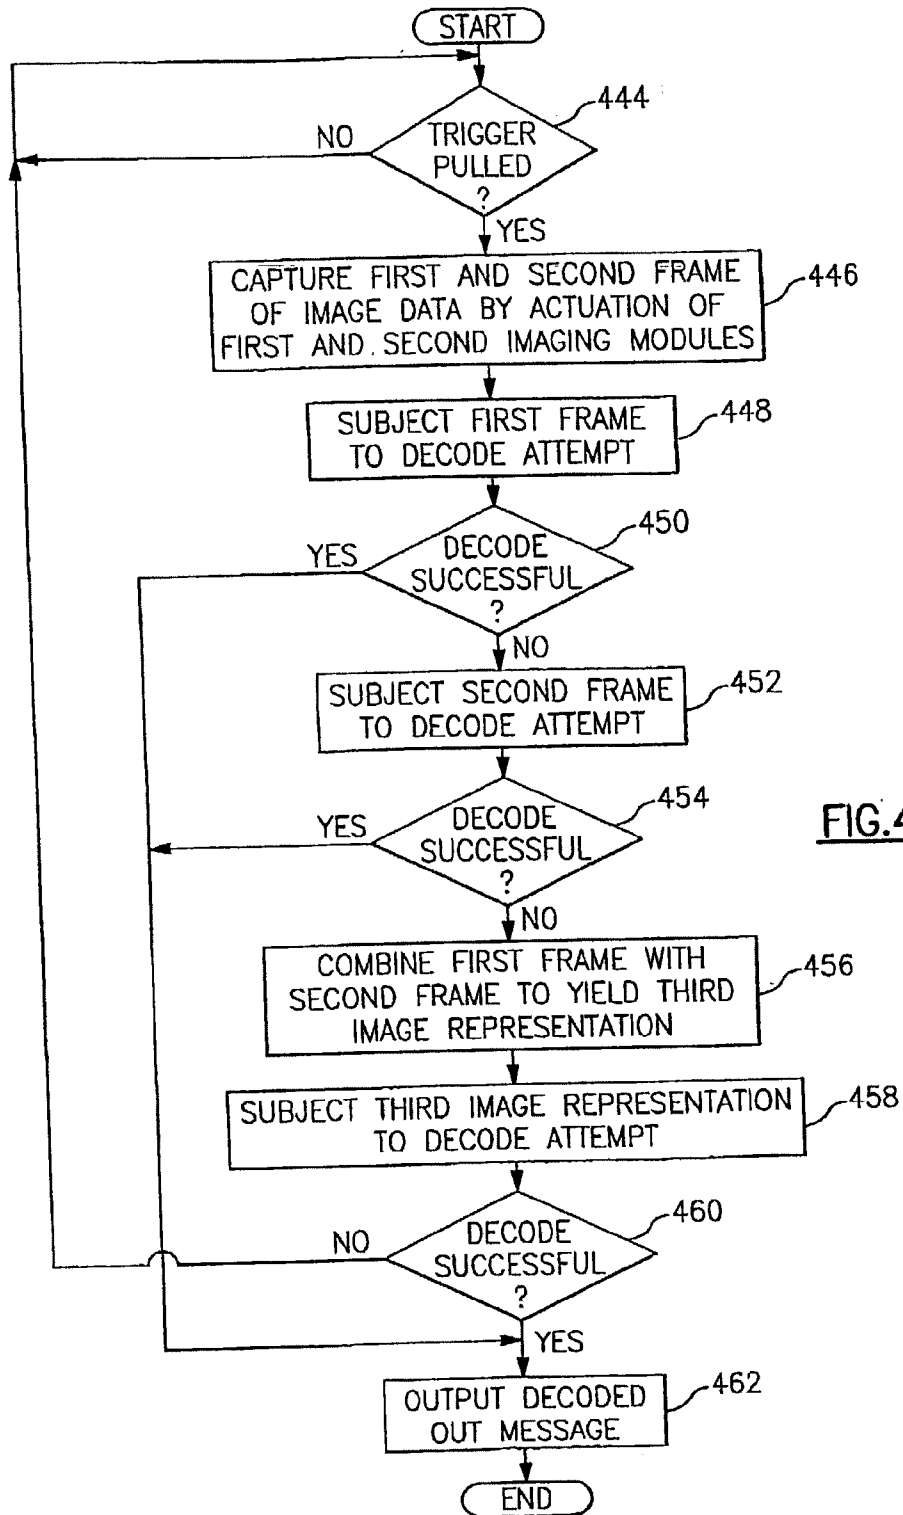 START
444
TRIGGER
PULLED
?
NO
YES
CAPTURE FIRST AND SECOND FRAME
OF IMAGE DATA BY ACTUATION OF
FIRST AND SECOND IMAGING MODULES
446
SUBJECT FIRST FRAME
TO DECODE ATTEMPT
448
450
YES
DECODE
SUCCESSFUL
?
NO
SUBJECT SECOND FRAME
TO DECODE ATTEMPT
452
454
YES
DECODE
SUCCESSFUL
?
FIG.4
NO
COMBINE FIRST FRAME WITH
SECOND FRAME TO YIELD THIRD
IMAGE REPRESENTATION
456
SUBJECT THIRD IMAGE REPRESENTATION
TO DECODE ATTEMPT
458
460
NO
DECODE
SUCCESSFUL
?
YES
OUTPUT DECODED
OUT MESSAGE
462
END